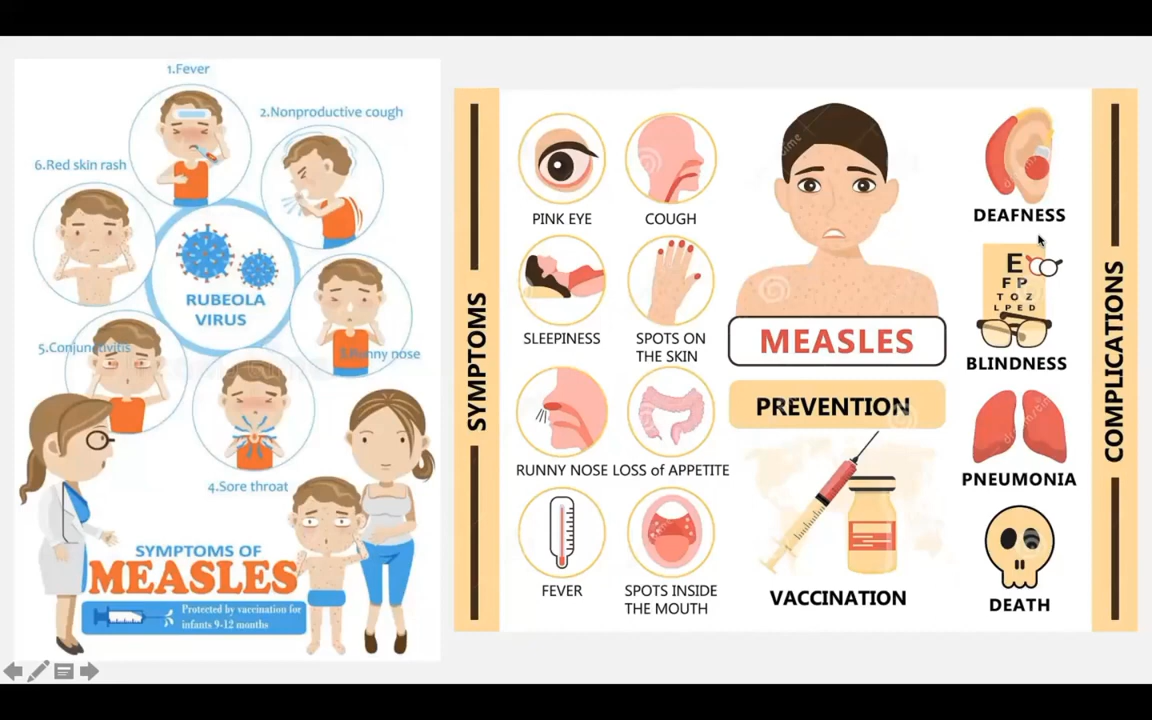 1.Fever
2.Nonproductive cough
6.Red skin rash
RUBEOLA
VIRUS
5.Conjunctivitis
3.Runny nose
4.Sore throat
SYMPTOMS OF
MEASLES
Protected by vaccination for
infants 9-12 months
SYMPTOMS
PINK EYE
COUGH
SLEEPINESS
SPOTS ON
THE SKIN
RUNNY NOSE
LOSS of APPETITE
FEVER
SPOTS INSIDE
THE MOUTH
MEASLES
PREVENTION
VACCINATION
DEAFNESS
E
F P
T O Z
L P E D
BLINDNESS
PNEUMONIA
DEATH
COMPLICATIONS